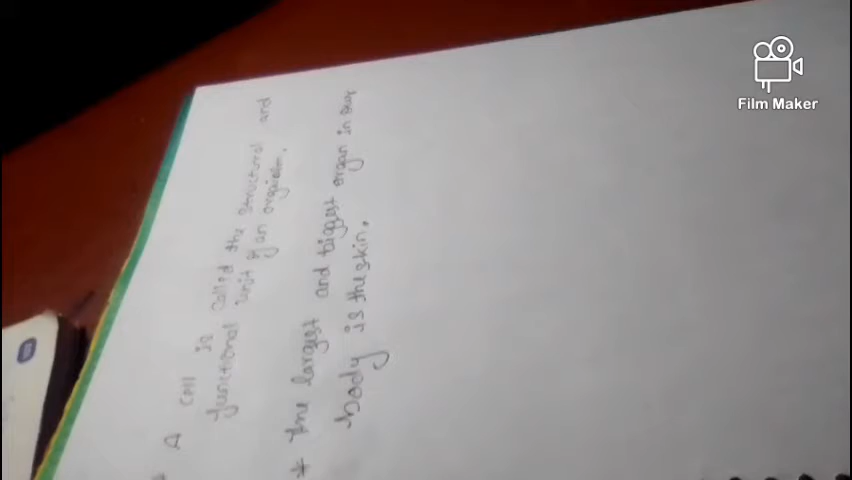 * A cell is called the structural and
functional unit of an organism.
* The largest and biggest organ in our
body is the skin.
Film Maker